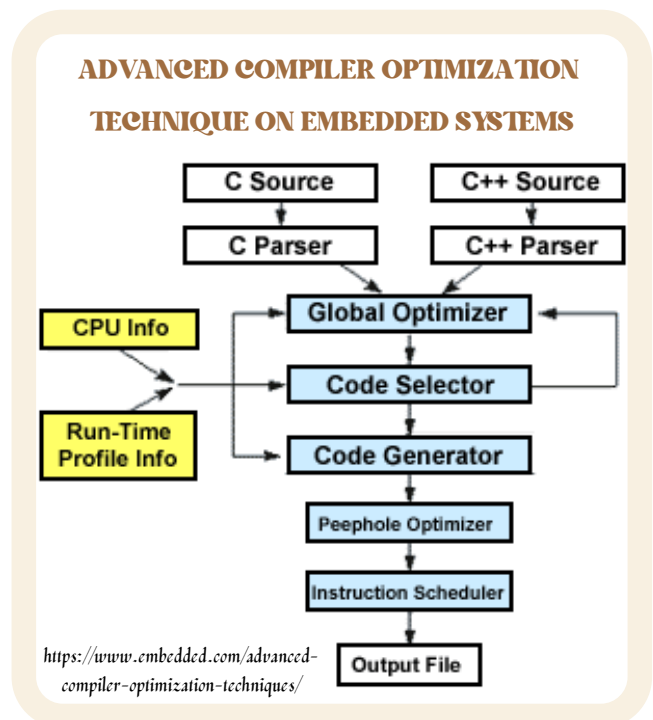 ADVANCED COMPILER OPTIMIZATION
TECHNIQUE ON EMBEDDED SYSTEMS
C Source
C++ Source
C Parser
C++ Parser
Global Optimizer
CPU Info
Code Selector
Run-Time
Profile Info
Code Generator
Peephole Optimizer
Instruction Scheduler
Output File
https://www.embedded.com/advanced-
compiler-optimization-techniques/